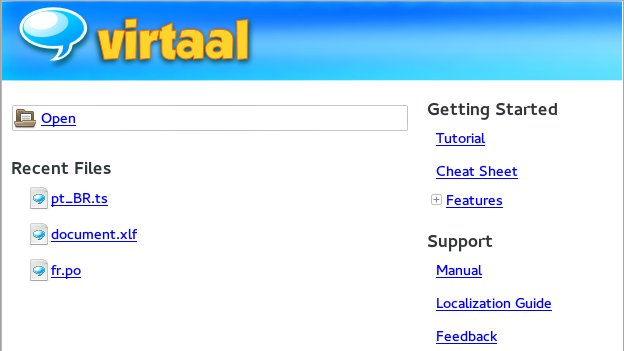 virtaal
Open
Recent Files
pt_BR.ts
document.xlf
fr.po
Getting Started
Tutorial
Cheat Sheet
Features
Support
Manual
Localization Guide
Feedback